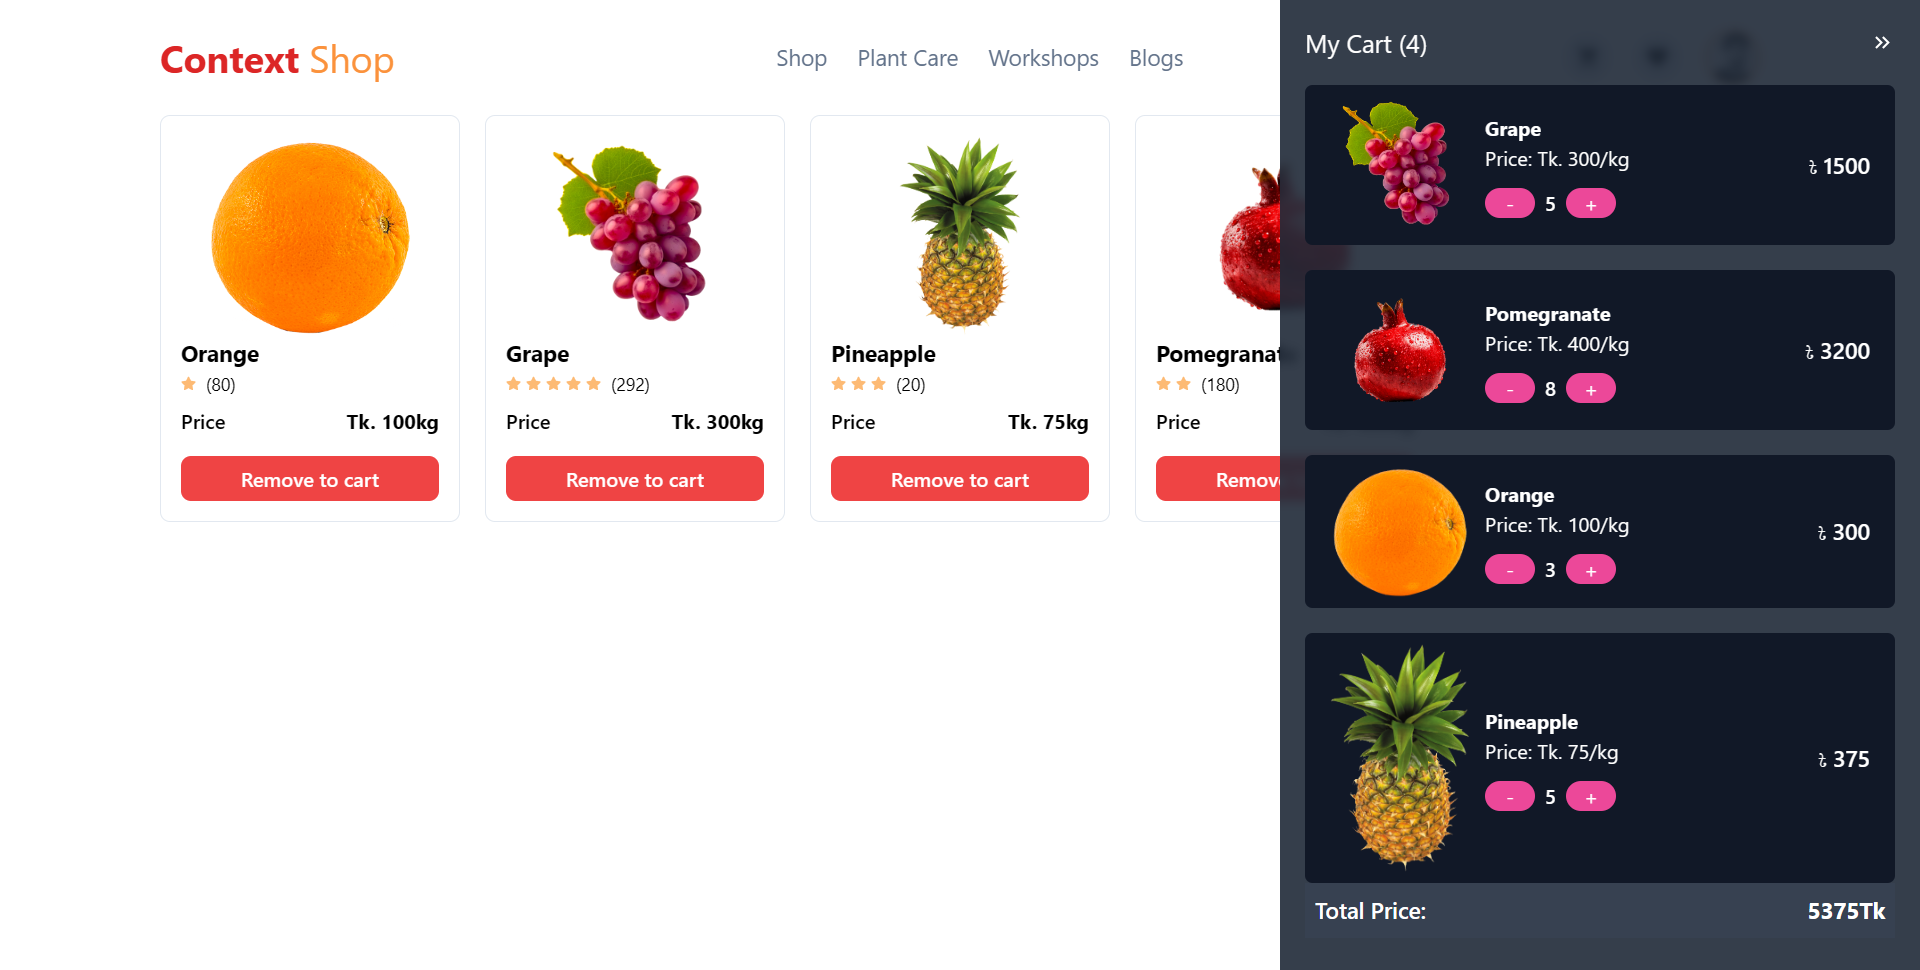 Context Shop
Shop Plant Care Workshops Blogs
Orange
(80)
Price Tk. 100kg
Remove to cart
Grape
(292)
Price Tk. 300kg
Remove to cart
Pineapple
(20)
Price Tk. 75kg
Remove to cart
Pomegranat
(180)
Price
Remov
My Cart (4)
Grape
Price: Tk. 300/kg
৳ 1500
- 5 +
Pomegranate
Price: Tk. 400/kg
৳ 3200
- 8 +
Orange
Price: Tk. 100/kg
৳ 300
- 3 +
Pineapple
Price: Tk. 75/kg
৳ 375
- 5 +
Total Price: 5375Tk